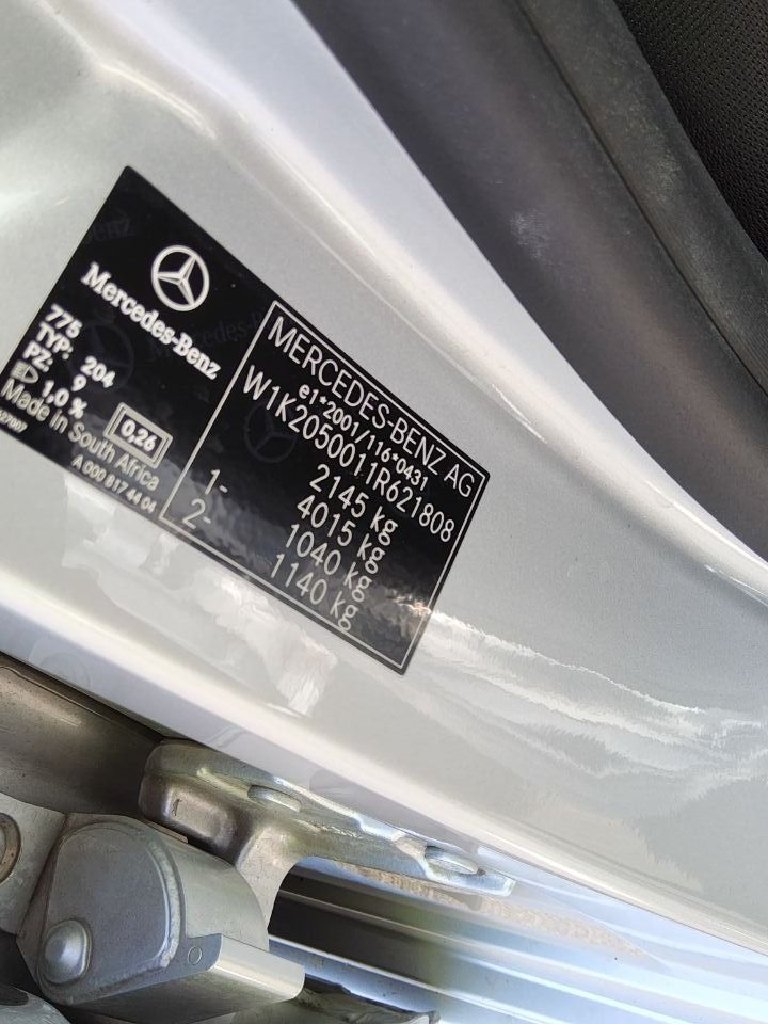 Mercedes-Benz
775
TYP: 204
PZ: 9
1,0 %
0,26
Made in South Africa
A 000 817 44 04
MERCEDES-BENZ AG
e1*2001/116*0431
W1K2050011R621808
2145 kg
4015 kg
1- 1040 kg
2- 1140 kg